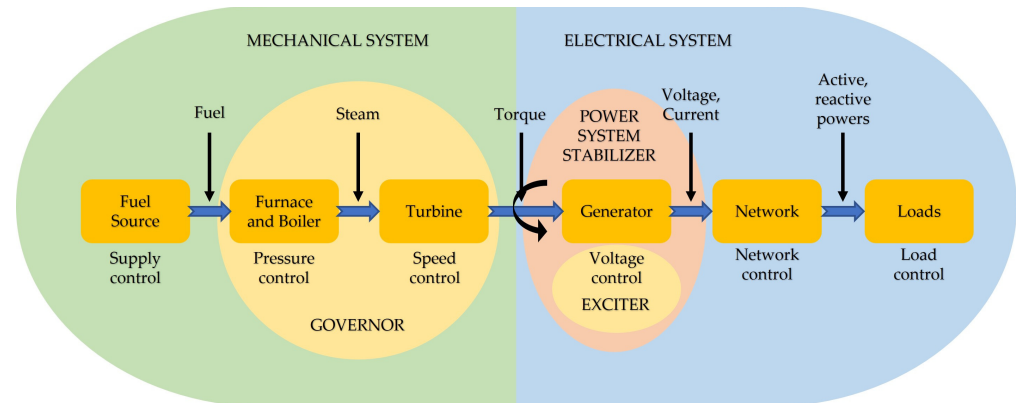 MECHANICAL SYSTEM
ELECTRICAL SYSTEM
Fuel
Steam
Torque
POWER
SYSTEM
STABILIZER
Voltage,
Current
Active,
reactive
powers
Fuel
Source
Furnace
and Boiler
Turbine
Generator
Network
Loads
Supply
control
Pressure
control
Speed
control
Voltage
control
Network
control
Load
control
GOVERNOR
EXCITER